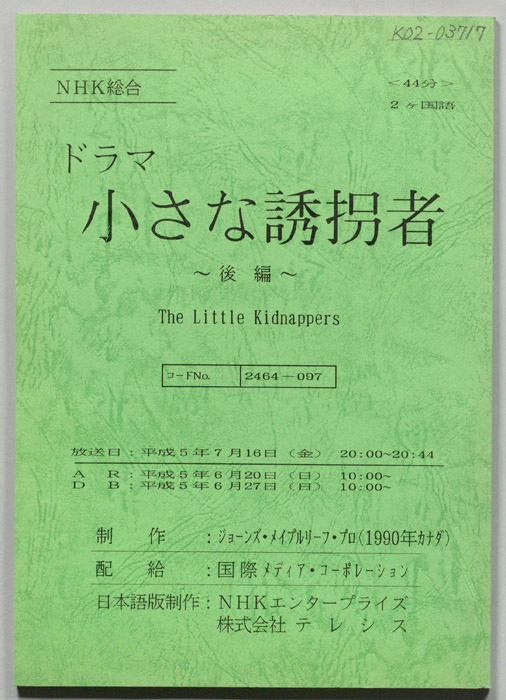 K02-03717
NHK総合
<44分>
2ヶ国語
ドラマ
小さな誘拐者
～後 編～
The Little Kidnappers
コードNo. 2464-097
放送日：平成5年7月16日（金） 20:00~20:44
A R：平成5年6月20日（日） 10:00~
D B：平成5年6月27日（日） 10:00~
制 作 ：ジョーンズ・メイプルリーフ・プロ(1990年カナダ)
配 給 ：国際メディア・コーポレーション
日本語版制作：NHKエンタープライズ
株式会社 テレシス